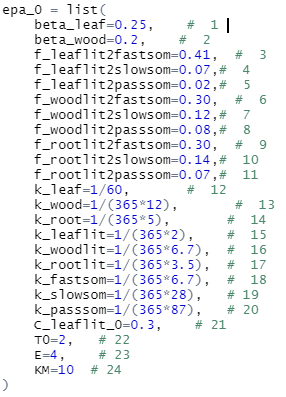 epa_0 = list(
    beta_leaf=0.25,    #  1
    beta_wood=0.2,    #  2
    f_leaflit2fastsom=0.41,  #  3
    f_leaflit2slowsom=0.07,#  4
    f_leaflit2passsom=0.02,#  5
    f_woodlit2fastsom=0.30,  #  6
    f_woodlit2slowsom=0.12,#  7
    f_woodlit2passsom=0.08,#  8
    f_rootlit2fastsom=0.30,  #  9
    f_rootlit2slowsom=0.14,#  10
    f_rootlit2passsom=0.07,#  11
    k_leaf=1/60,       #  12
    k_wood=1/(365*12),       #  13
    k_root=1/(365*5),       #  14
    k_leaflit=1/(365*2),    #  15
    k_woodlit=1/(365*6.7),  #  16
    k_rootlit=1/(365*3.5),  #  17
    k_fastsom=1/(365*6.7),  #  18
    k_slowsom=1/(365*28),   # 19
    k_passsom=1/(365*87),   #  20
    C_leaflit_0=0.3,    # 21
    T0=2,   # 22
    E=4,    # 23
    KM=10  # 24
)